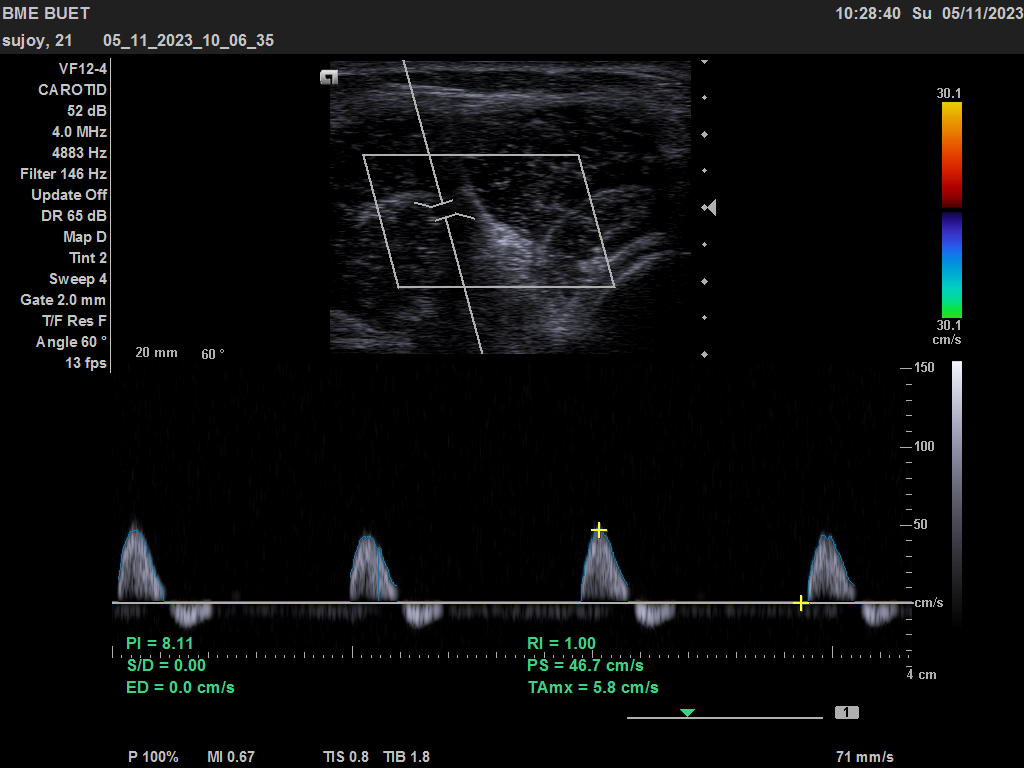 BME BUET 10:28:40 Su 05/11/2023
sujoy, 21 05_11_2023_10_06_35
VF12-4
CAROTID
52 dB
4.0 MHz
4883 Hz
Filter 146 Hz
Update Off
DR 65 dB
Map D
Tint 2
Sweep 4
Gate 2.0 mm
T/F Res F
Angle 60 °
13 fps
20 mm 60 °
30.1
30.1
cm/s
150
100
50
cm/s
4 cm
PI = 8.11
S/D = 0.00
ED = 0.0 cm/s
RI = 1.00
PS = 46.7 cm/s
TAmx = 5.8 cm/s
1
P 100% MI 0.67 TIS 0.8 TIB 1.8 71 mm/s